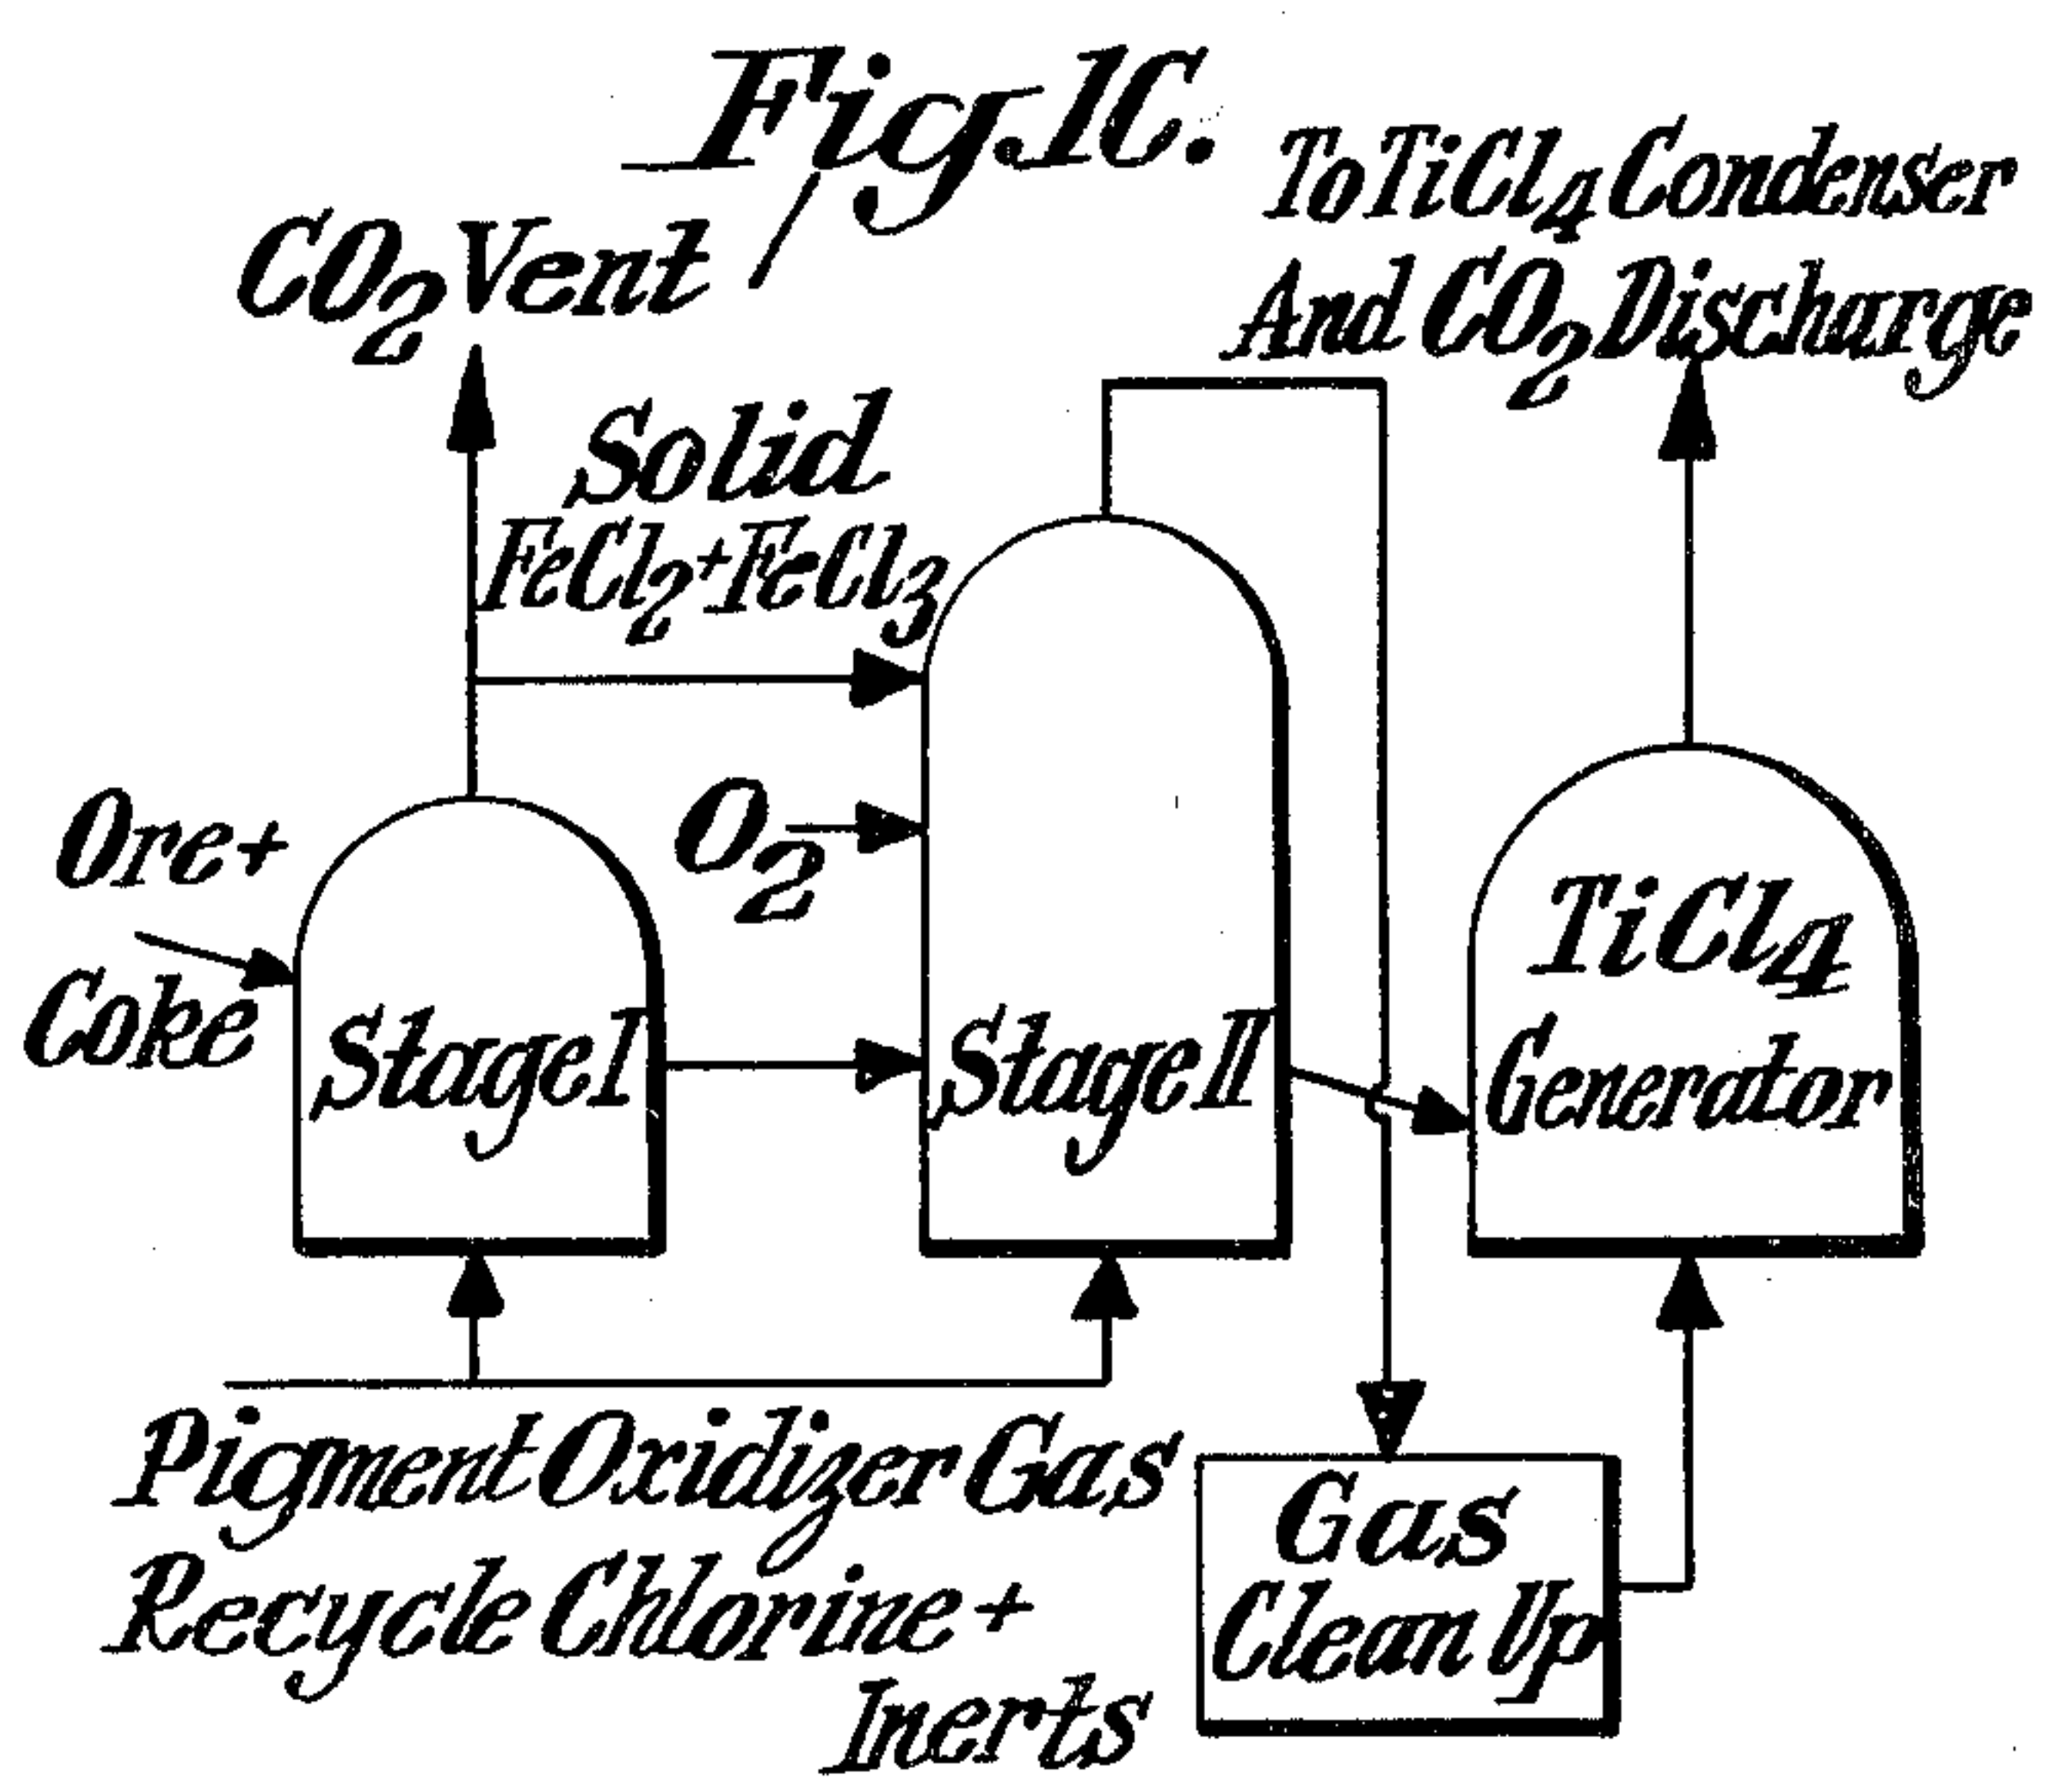 Fig.1C.
To TiCl4 Condenser
And CO2 Discharge
CO2 Vent
Solid
FeCl2+FeCl3
Ore+
Coke
O2
Stage I
Stage II
TiCl4
Generator
Pigment Oxidizer Gas
Recycle Chlorine +
Inerts
Gas
Clean Up